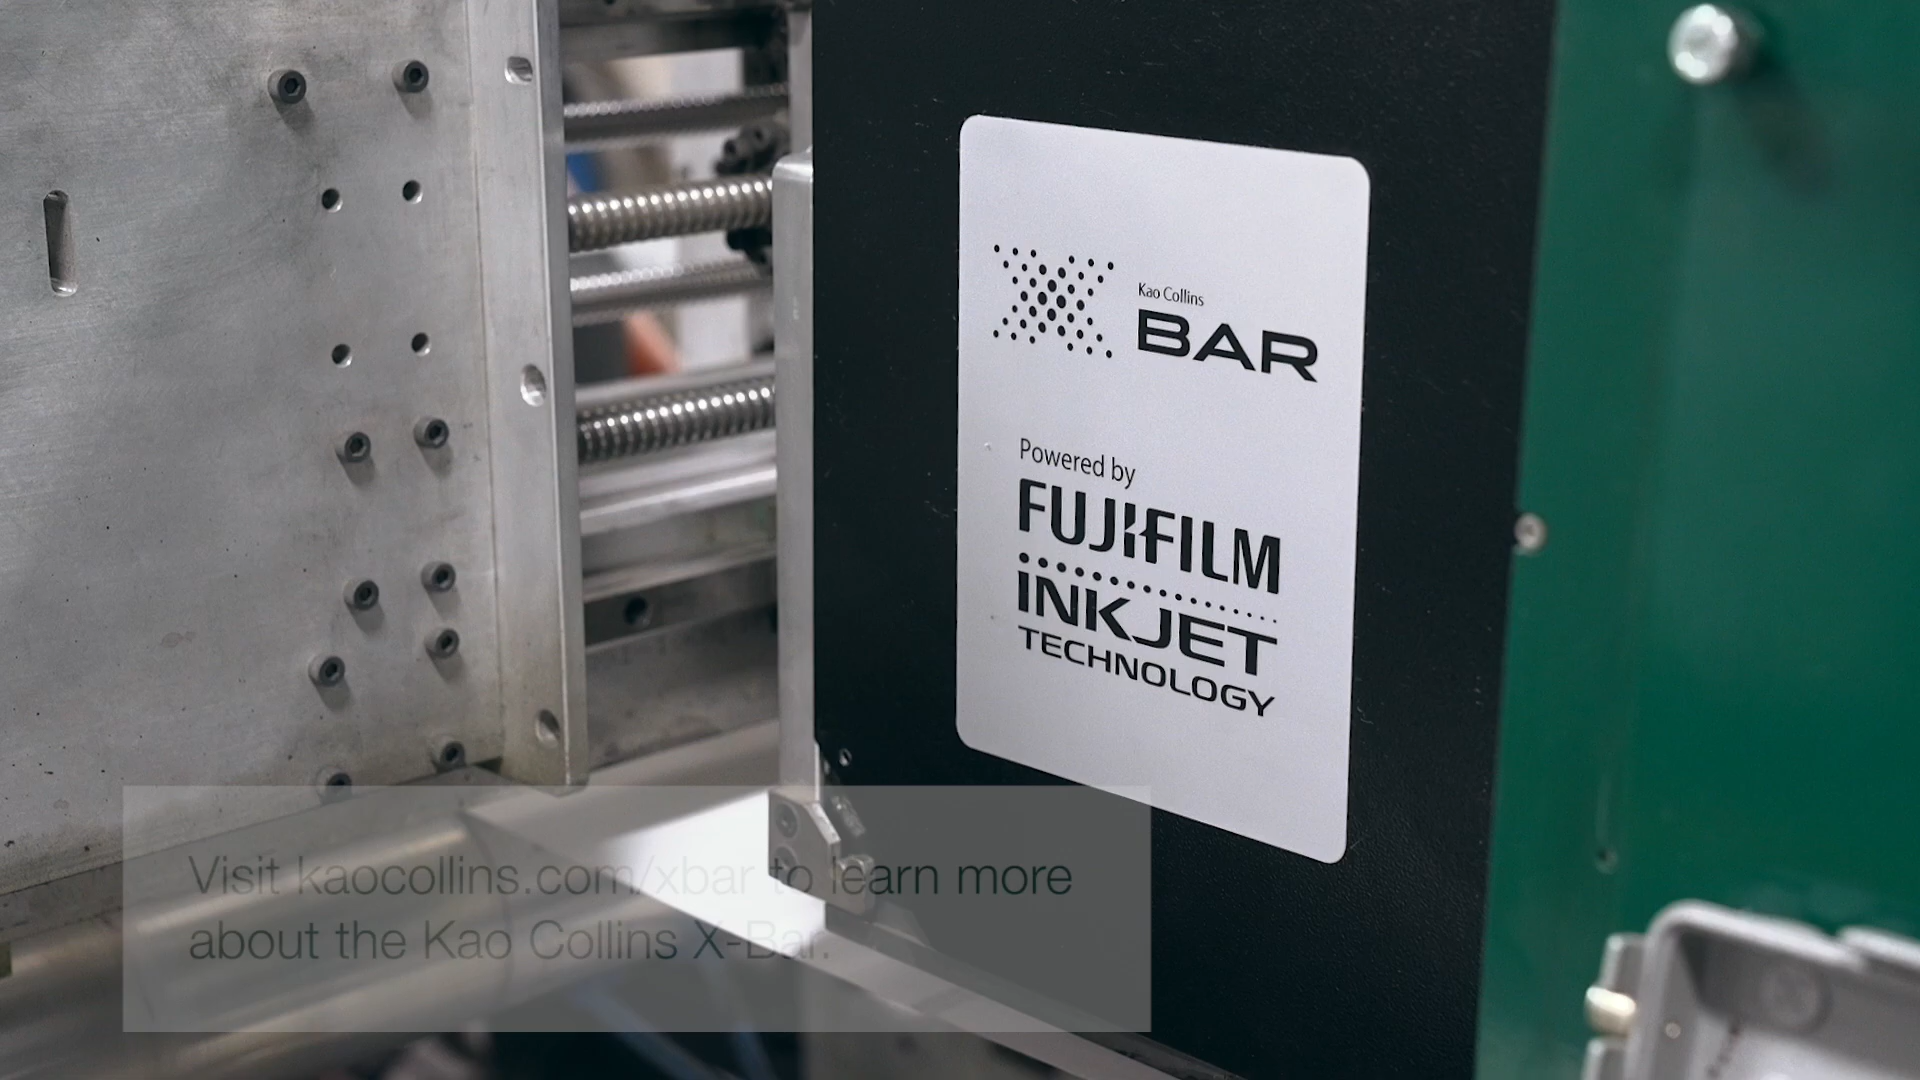 Kao Collins
BAR
Powered by
FUJIFILM
INKJET
TECHNOLOGY
Visit kaocollins.com/xbar to learn more
about the Kao Collins X-Bar.